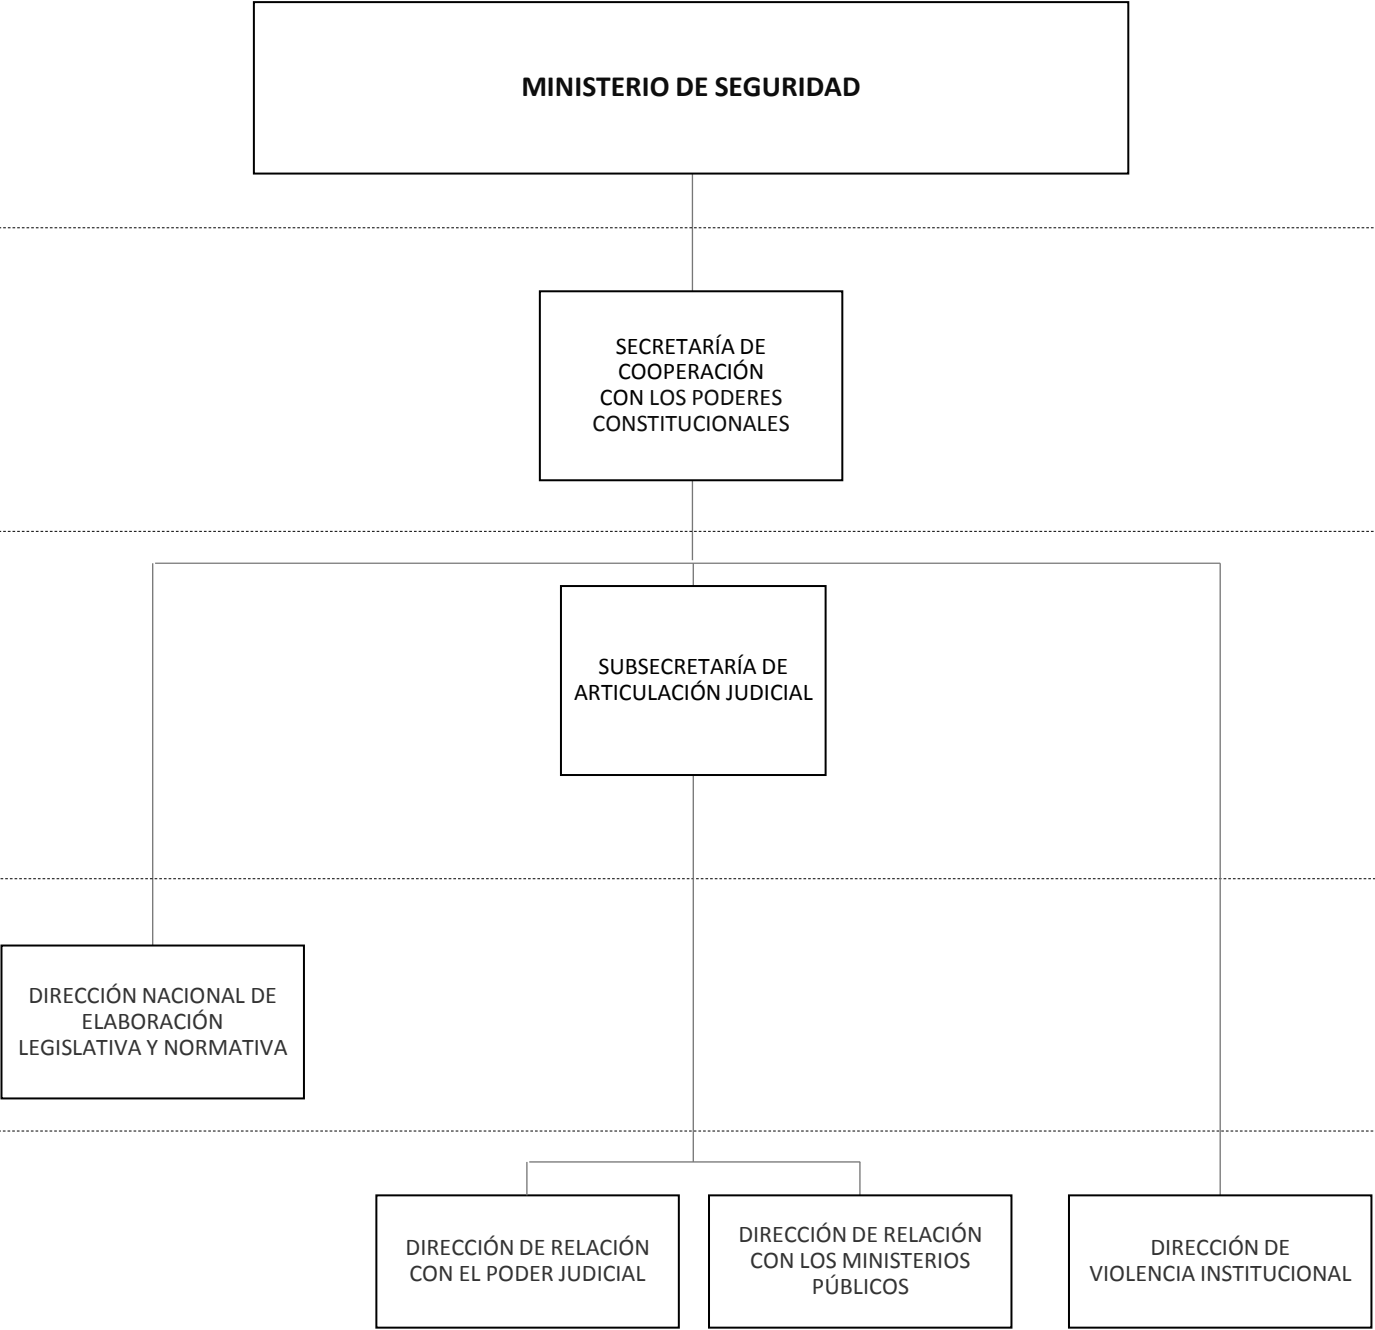 MINISTERIO DE SEGURIDAD
SECRETARÍA DE
COOPERACIÓN
CON LOS PODERES
CONSTITUCIONALES
SUBSECRETARÍA DE
ARTICULACIÓN JUDICIAL
DIRECCIÓN NACIONAL DE
ELABORACIÓN
LEGISLATIVA Y NORMATIVA
DIRECCIÓN DE RELACIÓN
CON EL PODER JUDICIAL
DIRECCIÓN DE RELACIÓN
CON LOS MINISTERIOS
PÚBLICOS
DIRECCIÓN DE
VIOLENCIA INSTITUCIONAL